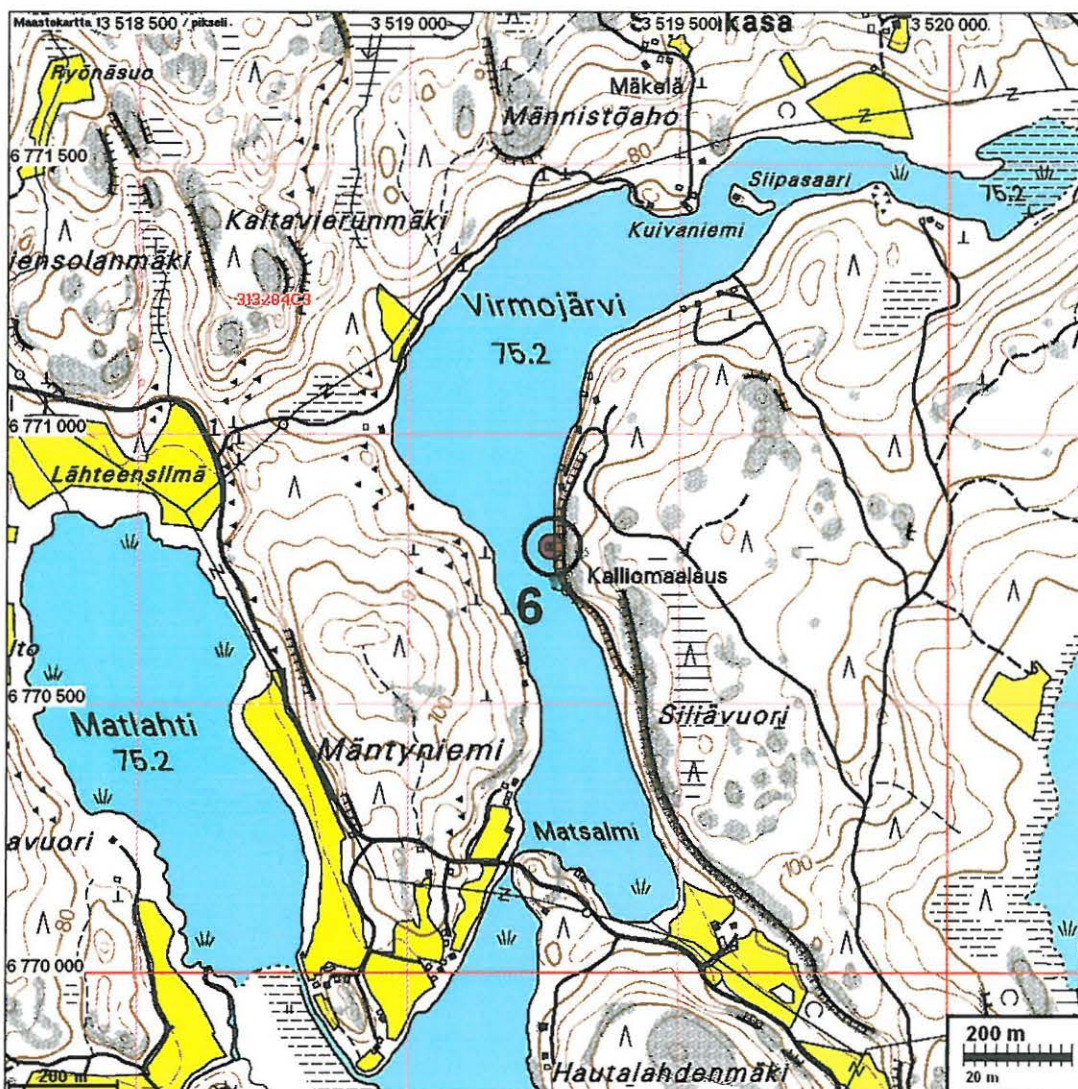 Maastokartta 13 518 500 / pikseli
3 519 000
3 519 500
kasa
3 520 000
Ryönäsuo
Mäkelä
Männistöaho
6 771 500
80
Siipasaari
75.2
Kuivaniemi
Kaltavierunmäki
iensolanmäki
313204C3
Virmojärvi
75.2
6 771 000
1
Lähteensilmä
Kalliomaalaus
6
lto
6 770 500
100
Siliävuori
Matlahti
75.2
Mäntyniemi
avuori
Matsalmi
100
80
6 770 000
200 m
20 m
200 m
Hautalahdenmäki